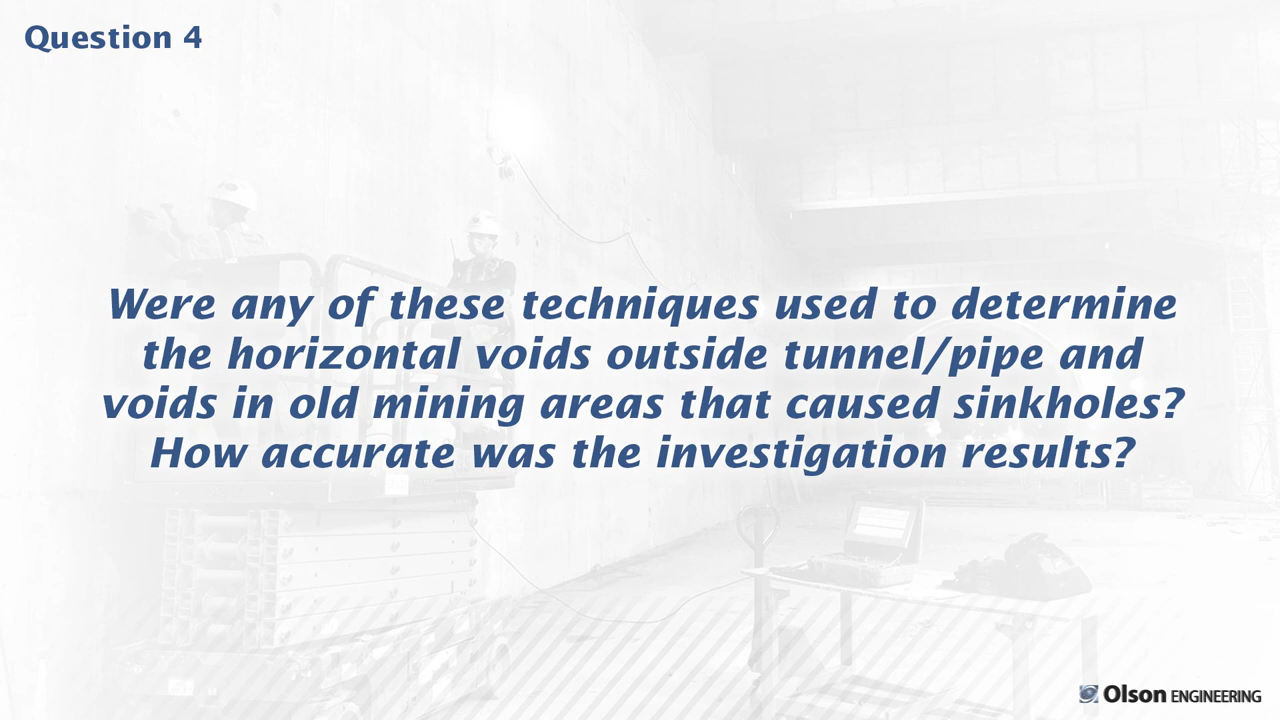 Question 4
Were any of these techniques used to determine
the horizontal voids outside tunnel/pipe and
voids in old mining areas that caused sinkholes?
How accurate was the investigation results?
Olson ENGINEERING